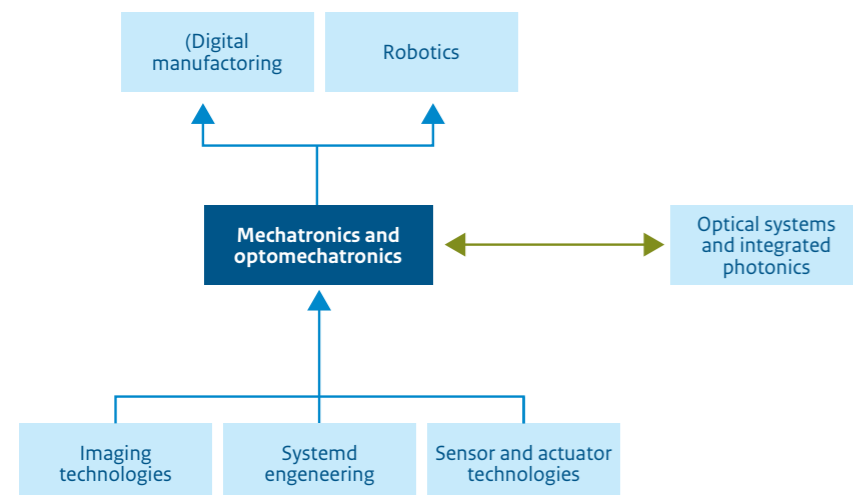 (Digital
manufactoring
Robotics
Mechatronics and
optomechatronics
Optical systems
and integrated
photonics
Imaging
technologies
Systemd
engeneering
Sensor and actuator
technologies